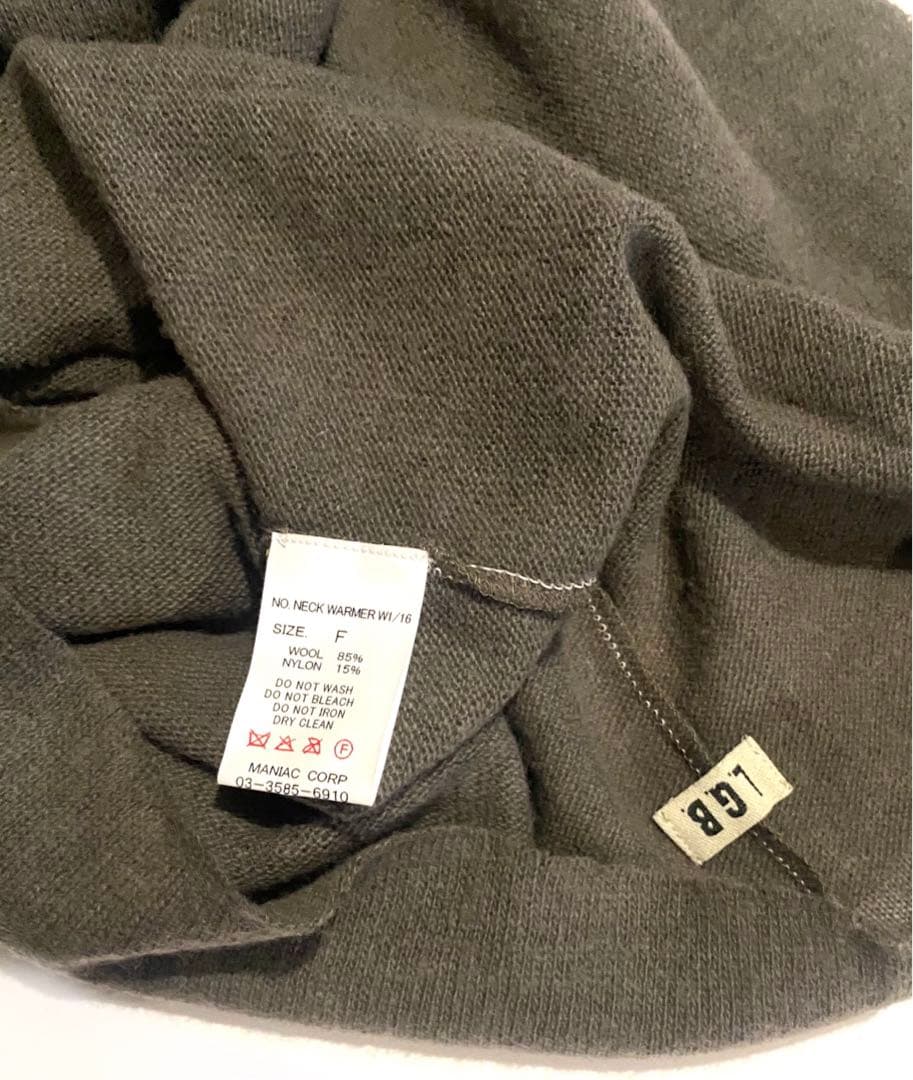 NO. NECK WARMER WI/16
SIZE. F
WOOL 85%
NYLON 15%
DO NOT WASH
DO NOT BLEACH
DO NOT IRON
DRY CLEAN
F
MANIAC CORP
03-3585-6910
L.G.B.